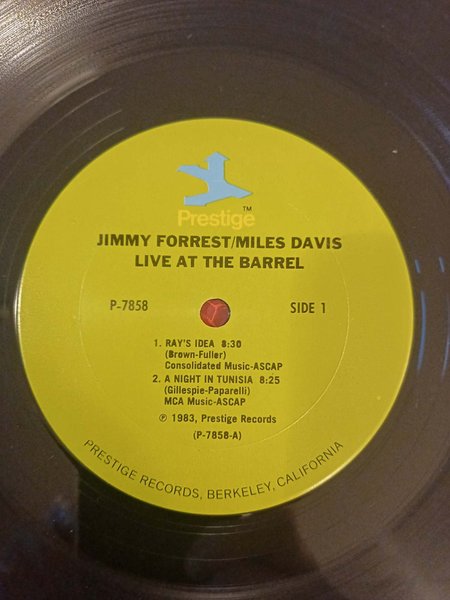 Prestige™
JIMMY FORREST/MILES DAVIS
LIVE AT THE BARREL
P-7858 SIDE 1
1. RAY'S IDEA 8:30
(Brown-Fuller)
Consolidated Music-ASCAP
2. A NIGHT IN TUNISIA 8:25
(Gillespie-Paparelli)
MCA Music-ASCAP
℗ 1983, Prestige Records
(P-7858-A)
PRESTIGE RECORDS, BERKELEY, CALIFORNIA